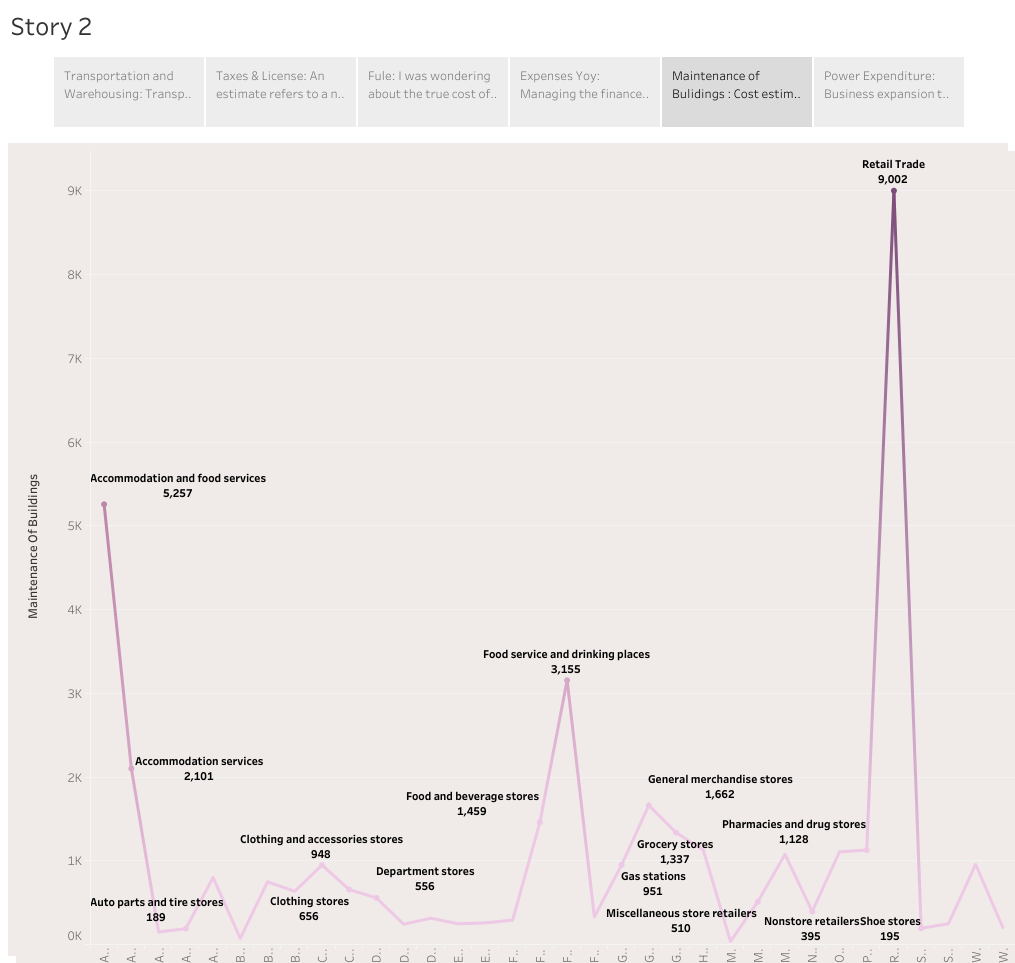 Story 2
Transportation and
Warehousing: Transp..
Taxes & License: An
estimate refers to a n..
Fule: I was wondering
about the true cost of..
Expenses Yoy:
Managing the finance..
Maintenance of
Bulidings : Cost estim..
Power Expenditure:
Business expansion t..
Retail Trade
9,002
9K
8K
7K
6K
Accommodation and food services
5,257
5K
Maintenance Of Buildings
4K
Food service and drinking places
3,155
3K
Accommodation services
2,101
2K
General merchandise stores
1,662
Food and beverage stores
1,459
Pharmacies and drug stores
1,128
Clothing and accessories stores
948
Grocery stores
1,337
1K
Department stores
556
Gas stations
951
Auto parts and tire stores
189
Clothing stores
656
Miscellaneous store retailers
510
Nonstore retailers
395
Shoe stores
195
0K
A..
A..
A..
A..
A..
B..
B..
B..
C..
C..
D..
D..
D..
E..
E..
F..
F..
F..
F..
G..
G..
G..
H..
M..
M..
M..
N..
O..
P..
R..
S..
S..
W..
W..